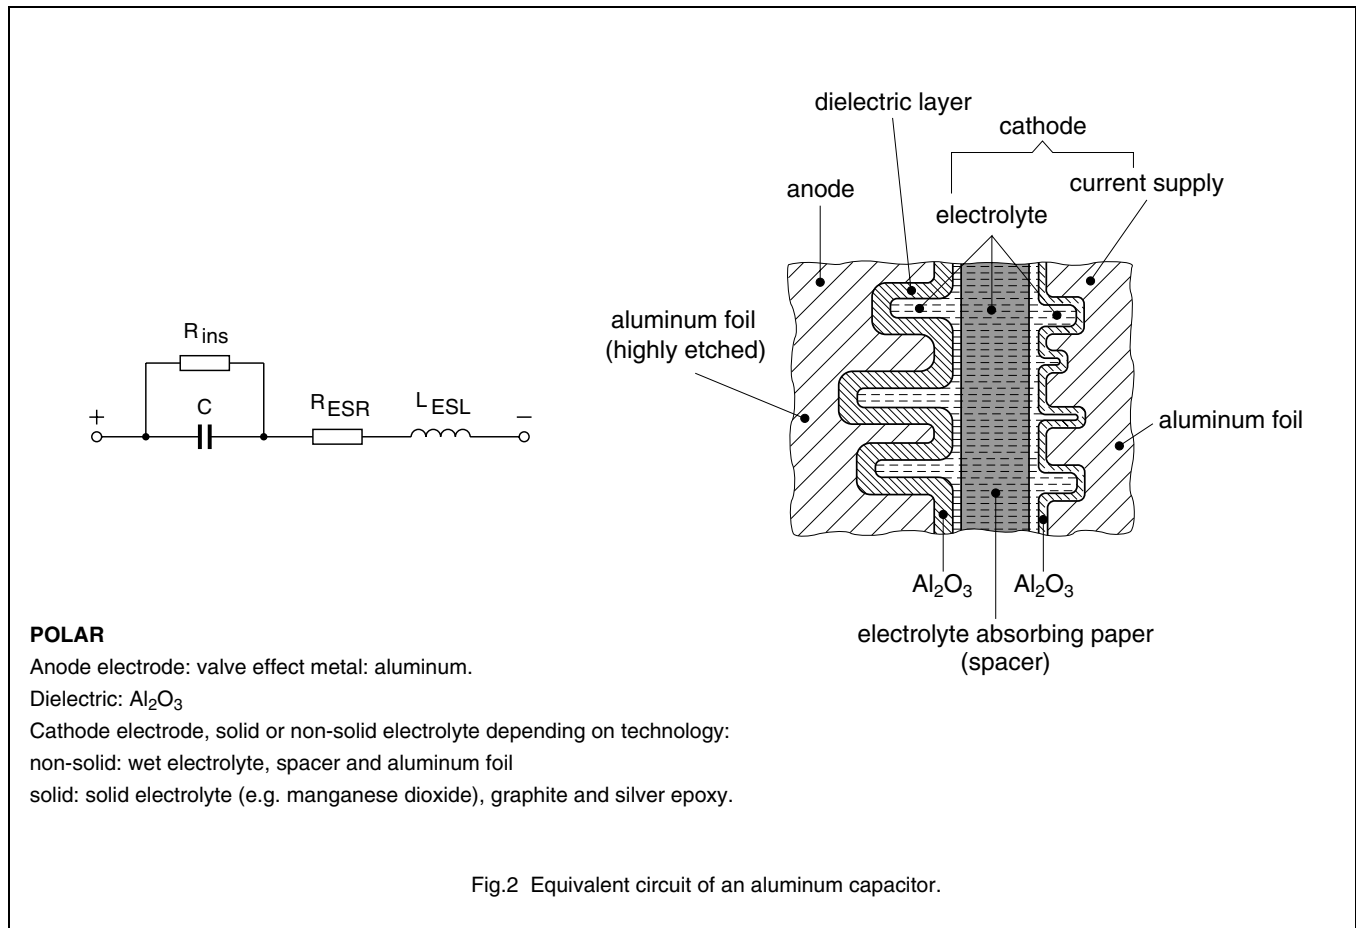 dielectric layer
cathode
current supply
anode
electrolyte
aluminum foil
(highly etched)
R ins
C
R ESR
L ESL
+
−
aluminum foil
Al₂O₃
Al₂O₃
electrolyte absorbing paper
(spacer)
POLAR
Anode electrode: valve effect metal: aluminum.
Dielectric: Al₂O₃
Cathode electrode, solid or non-solid electrolyte depending on technology:
non-solid: wet electrolyte, spacer and aluminum foil
solid: solid electrolyte (e.g. manganese dioxide), graphite and silver epoxy.
Fig.2 Equivalent circuit of an aluminum capacitor.